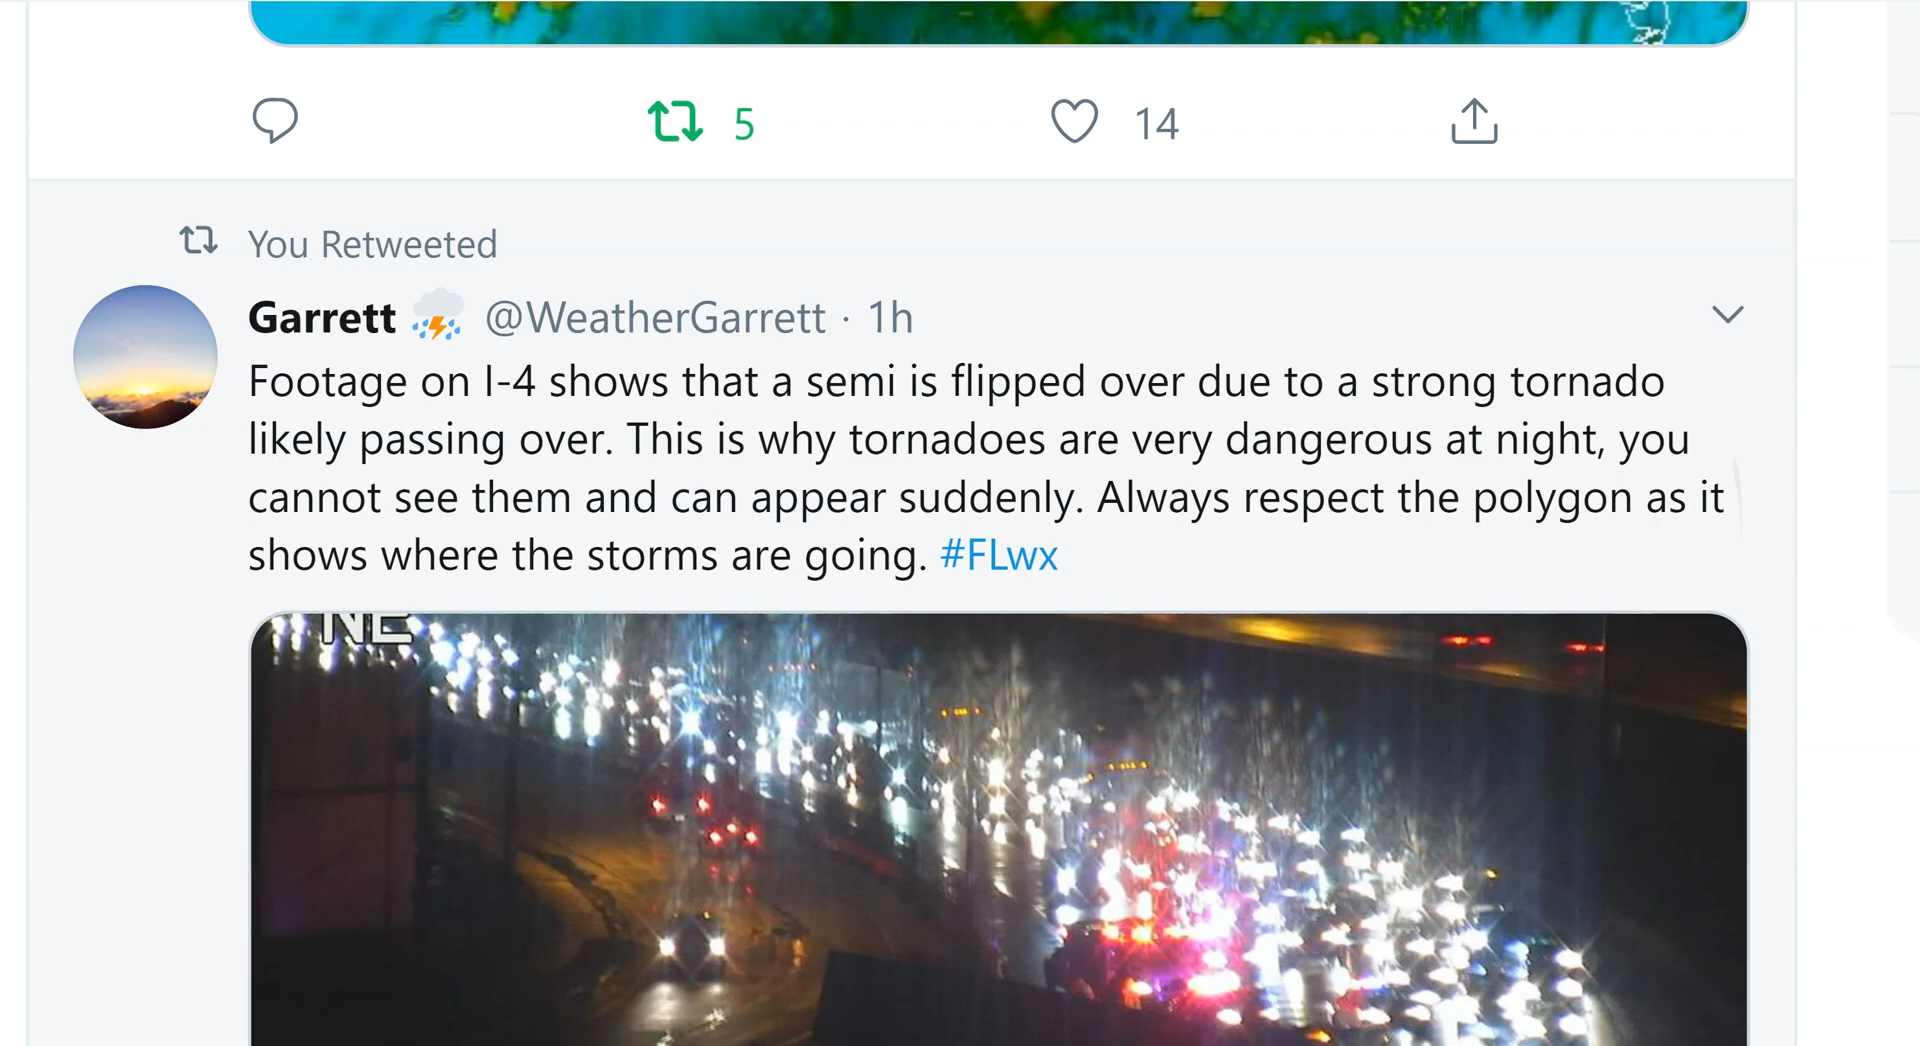 5 14
You Retweeted
Garrett 🌧️ @WeatherGarrett · 1h
Footage on I-4 shows that a semi is flipped over due to a strong tornado
likely passing over. This is why tornadoes are very dangerous at night, you
cannot see them and can appear suddenly. Always respect the polygon as it
shows where the storms are going. #FLwx
NE